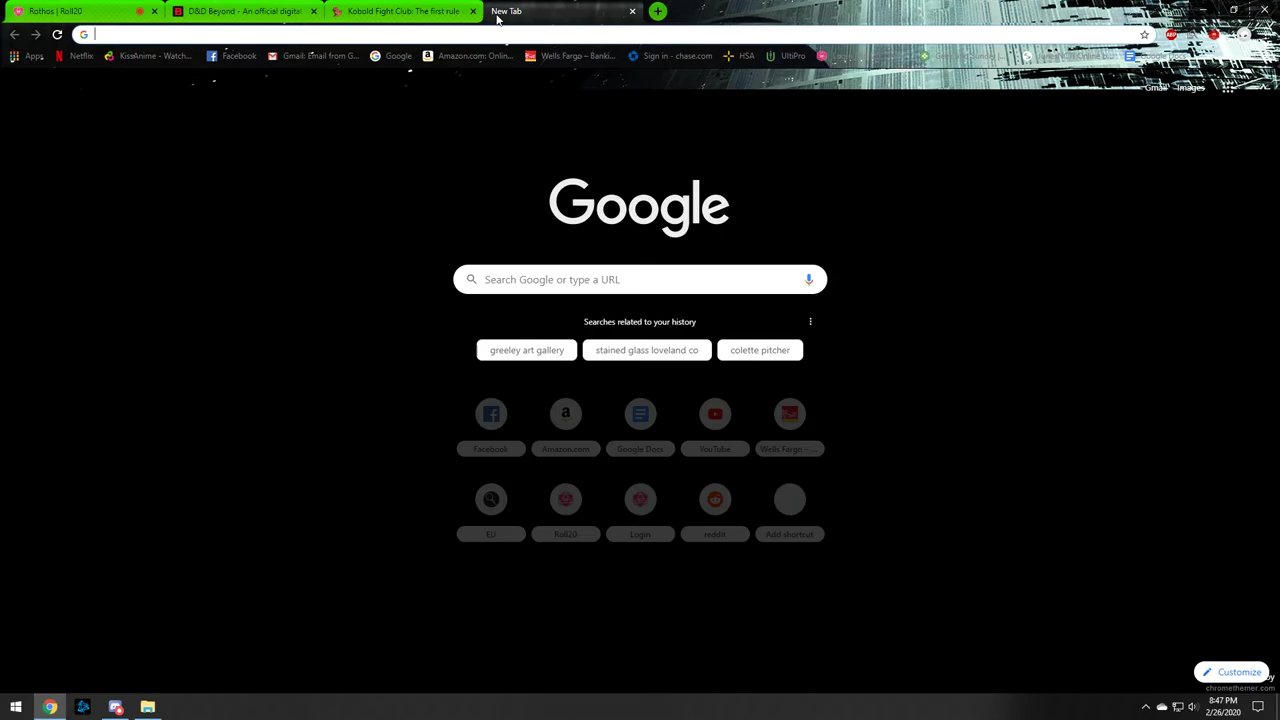 Rothos | Roll20
D&D Beyond - An official digital
Kobold Fight Club: The first rule
New Tab
Apps
Netflix
KissAnime - Watch...
Facebook
Gmail: Email from G...
Google
Amazon.com: Onlin...
Wells Fargo – Banki...
Sign in - chase.com
HSA
UltiPro
Google Docs
Gmail
Images
Google
Search Google or type a URL
Searches related to your history
greeley art gallery
stained glass loveland co
colette pitcher
Facebook
Amazon.com
Google Docs
YouTube
Wells Fargo – ...
EU
Roll20
Login
reddit
Add shortcut
Customize
by
chromethemer.com
8:47 PM
2/26/2020